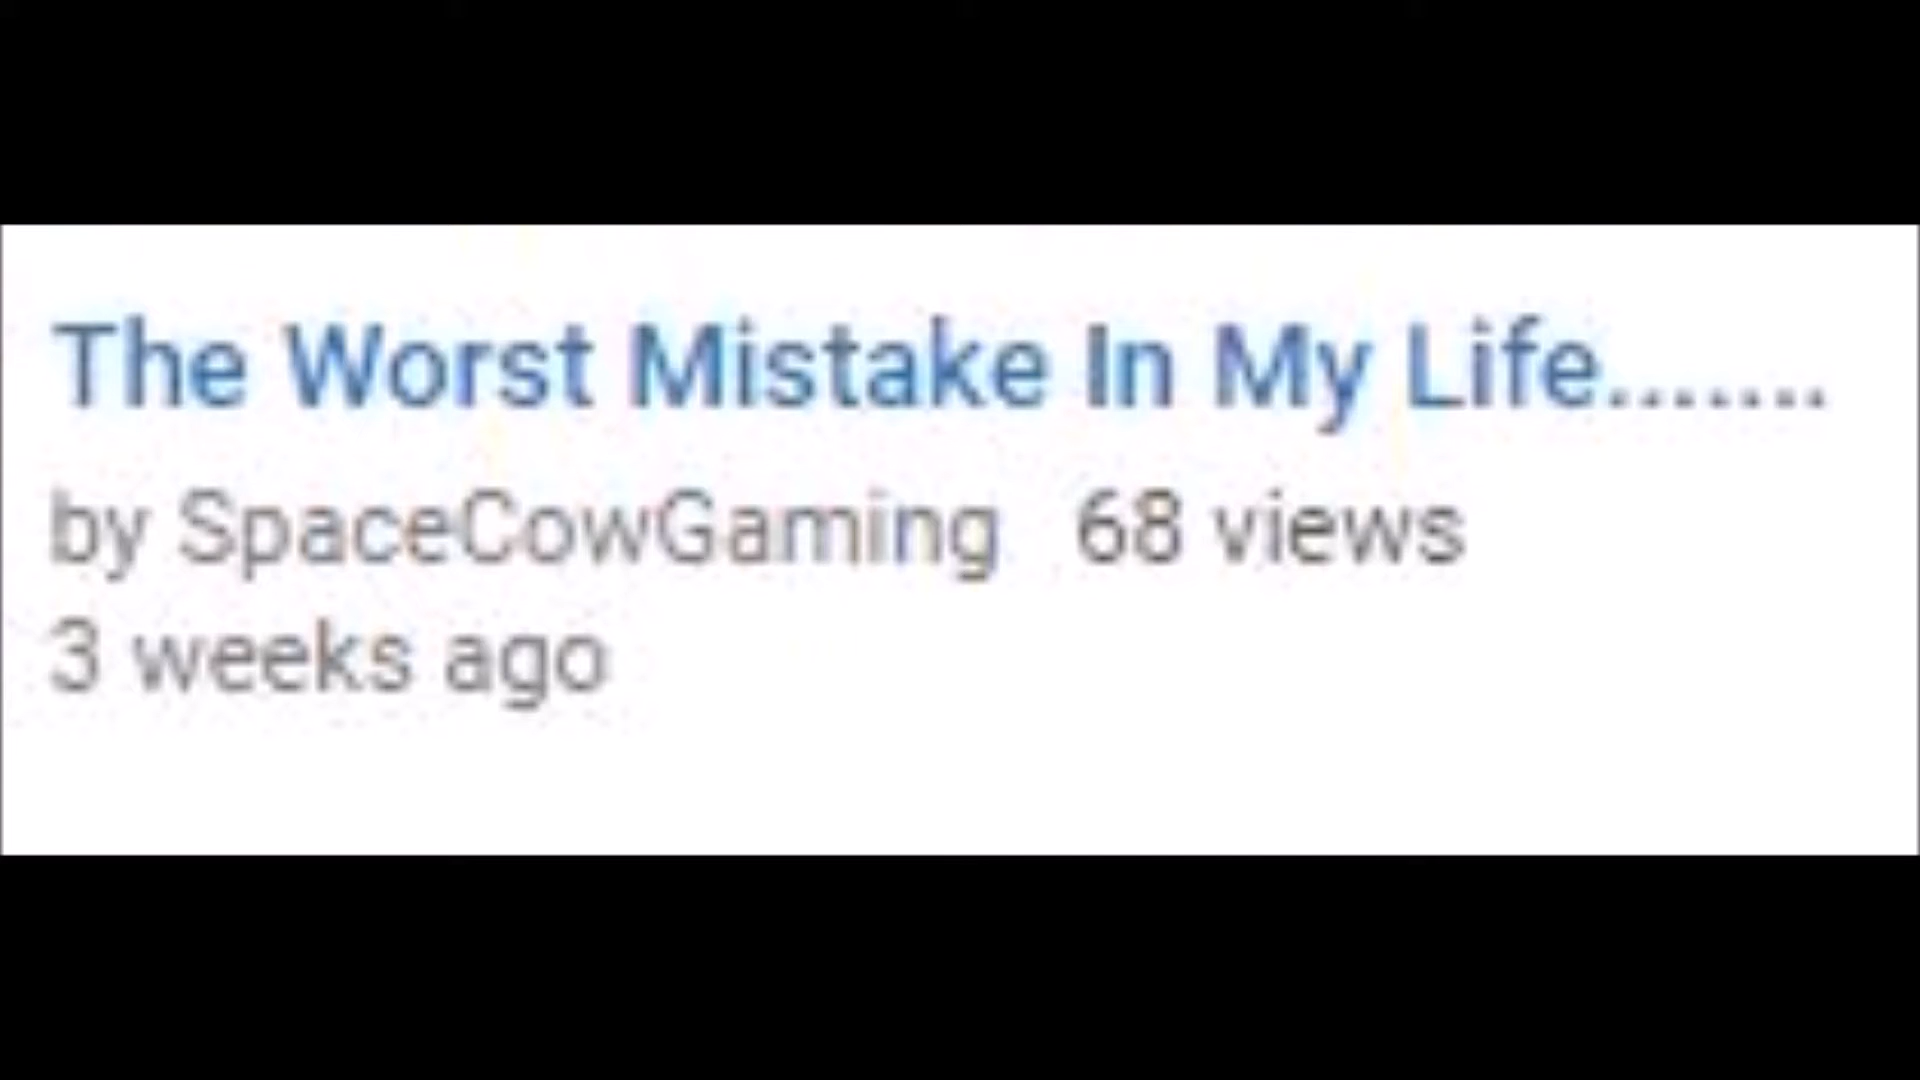 The Worst Mistake In My Life.......
by SpaceCowGaming 68 views
3 weeks ago